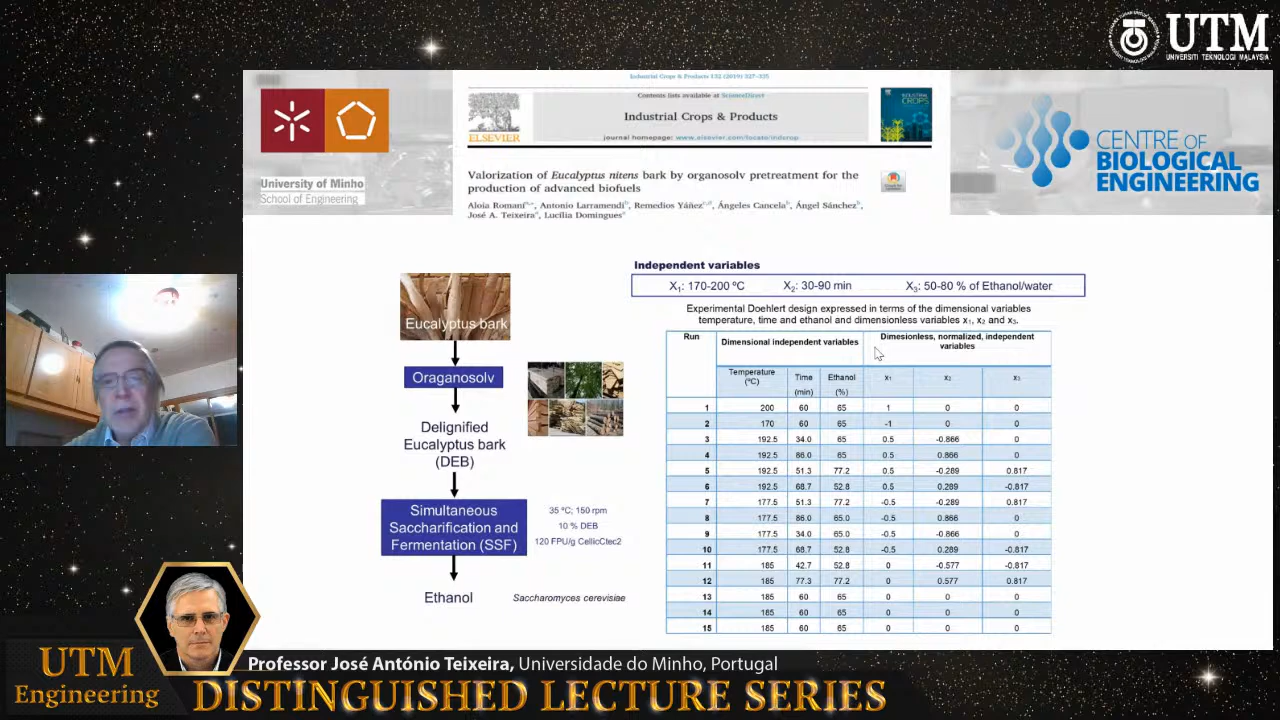 UTM
UNIVERSITI TEKNOLOGI MALAYSIA
Industrial Crops & Products 132 (2019) 327–335
Contents lists available at ScienceDirect
Industrial Crops & Products
ELSEVIER
journal homepage: www.elsevier.com/locate/indcrop
INDUSTRIAL
CROPS
University of Minho
School of Engineering
CENTRE OF
BIOLOGICAL
ENGINEERING
Valorization of Eucalyptus nitens bark by organosolv pretreatment for the
production of advanced biofuels
Aloia Romaní, Antonio Larramendi, Remedios Yáñez, Ángeles Cancela, Ángel Sánchez,
José A. Teixeira, Lucília Domingues
Independent variables
X1: 170-200 ºC X2: 30-90 min X3: 50-80 % of Ethanol/water
Experimental Doehlert design expressed in terms of the dimensional variables
temperature, time and ethanol and dimensionless variables x1, x2 and x3.
Run Dimensional independent variables Dimesionless, normalized, independent
variables
Temperature (ºC) Time (min) Ethanol (%) x1 x2 x3
1 200 60 65 1 0 0
2 170 60 65 -1 0 0
3 192.5 34.0 65 0.5 -0.866 0
4 192.5 86.0 65 0.5 0.866 0
5 192.5 51.3 77.2 0.5 -0.289 0.817
6 192.5 68.7 52.8 0.5 0.289 -0.817
7 177.5 51.3 77.2 -0.5 -0.289 0.817
8 177.5 86.0 65.0 -0.5 0.866 0
9 177.5 34.0 65.0 -0.5 -0.866 0
10 177.5 68.7 52.8 -0.5 0.289 -0.817
11 185 42.7 52.8 0 -0.577 -0.817
12 185 77.3 77.2 0 0.577 0.817
13 185 60 65 0 0 0
14 185 60 65 0 0 0
15 185 60 65 0 0 0
Eucalyptus bark
Oraganosolv
Delignified
Eucalyptus bark
(DEB)
Simultaneous
Saccharification and
Fermentation (SSF)
35 ºC; 150 rpm
10 % DEB
120 FPU/g CellicCtec2
Ethanol
Saccharomyces cerevisiae
UTM
Engineering
Professor José António Teixeira, Universidade do Minho, Portugal
DISTINGUISHED LECTURE SERIES